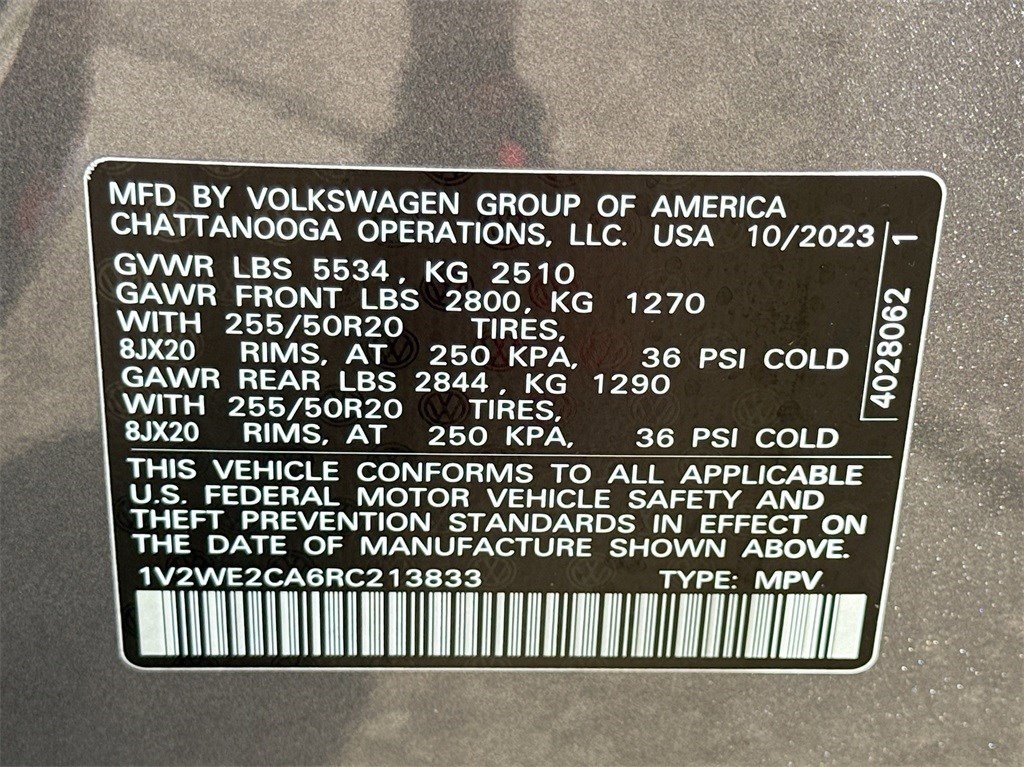 MFD BY VOLKSWAGEN GROUP OF AMERICA
CHATTANOOGA OPERATIONS, LLC. USA 10/2023
GVWR LBS 5534, KG 2510
GAWR FRONT LBS 2800, KG 1270
WITH 255/50R20 TIRES,
8JX20 RIMS, AT 250 KPA, 36 PSI COLD
GAWR REAR LBS 2844, KG 1290
WITH 255/50R20 TIRES,
8JX20 RIMS, AT 250 KPA, 36 PSI COLD
4028062 1
THIS VEHICLE CONFORMS TO ALL APPLICABLE
U.S. FEDERAL MOTOR VEHICLE SAFETY AND
THEFT PREVENTION STANDARDS IN EFFECT ON
THE DATE OF MANUFACTURE SHOWN ABOVE.
1V2WE2CA6RC213833 TYPE: MPV